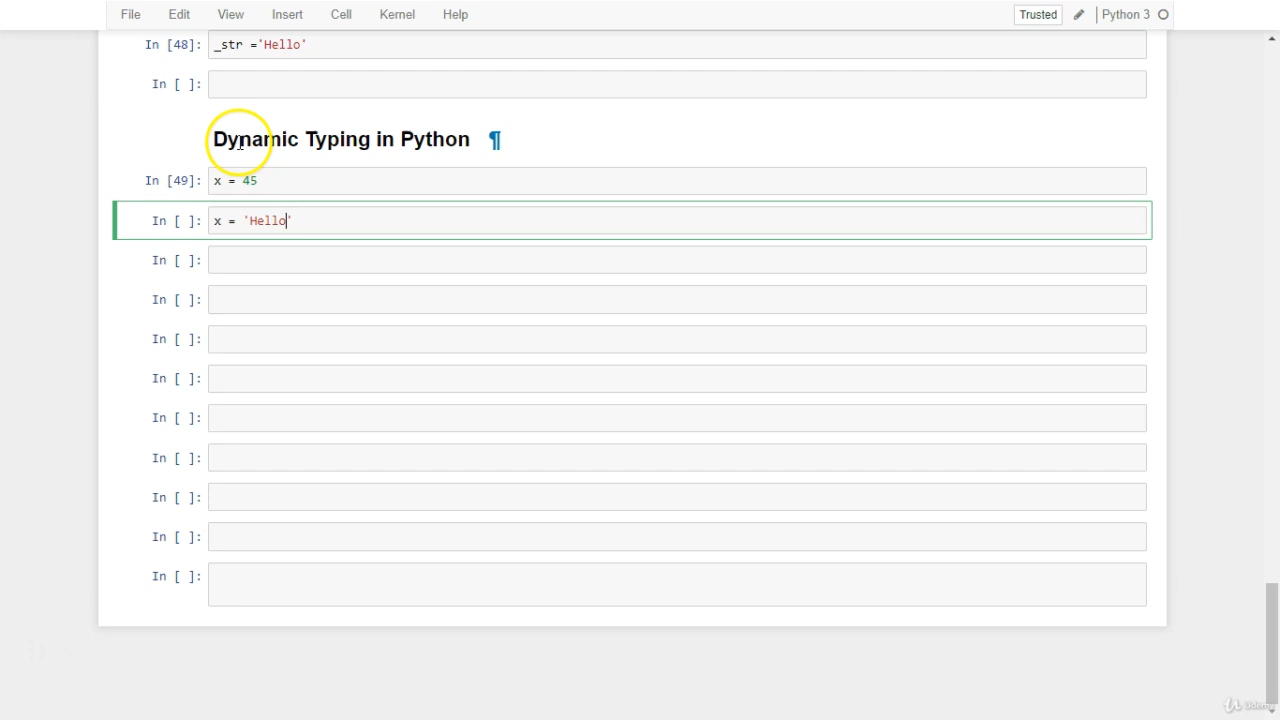 File Edit View Insert Cell Kernel Help Trusted Python 3
In [48]: _str ='Hello'
In [ ]:
Dynamic Typing in Python ¶
In [49]: x = 45
In [ ]: x = 'Hello'
In [ ]:
In [ ]:
In [ ]:
In [ ]:
In [ ]:
In [ ]:
In [ ]:
In [ ]:
In [ ]:
Udemy